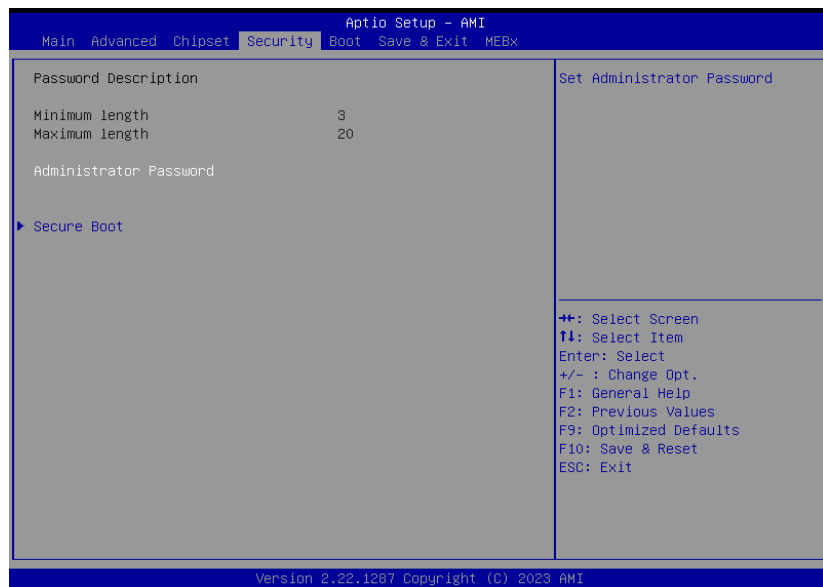 Aptio Setup – AMI
Main Advanced Chipset Security Boot Save & Exit MEBx
Password Description
Minimum length 3
Maximum length 20
Administrator Password
▶ Secure Boot
Set Administrator Password
→←: Select Screen
↑↓: Select Item
Enter: Select
+/- : Change Opt.
F1: General Help
F2: Previous Values
F9: Optimized Defaults
F10: Save & Reset
ESC: Exit
Version 2.22.1287 Copyright (C) 2023 AMI